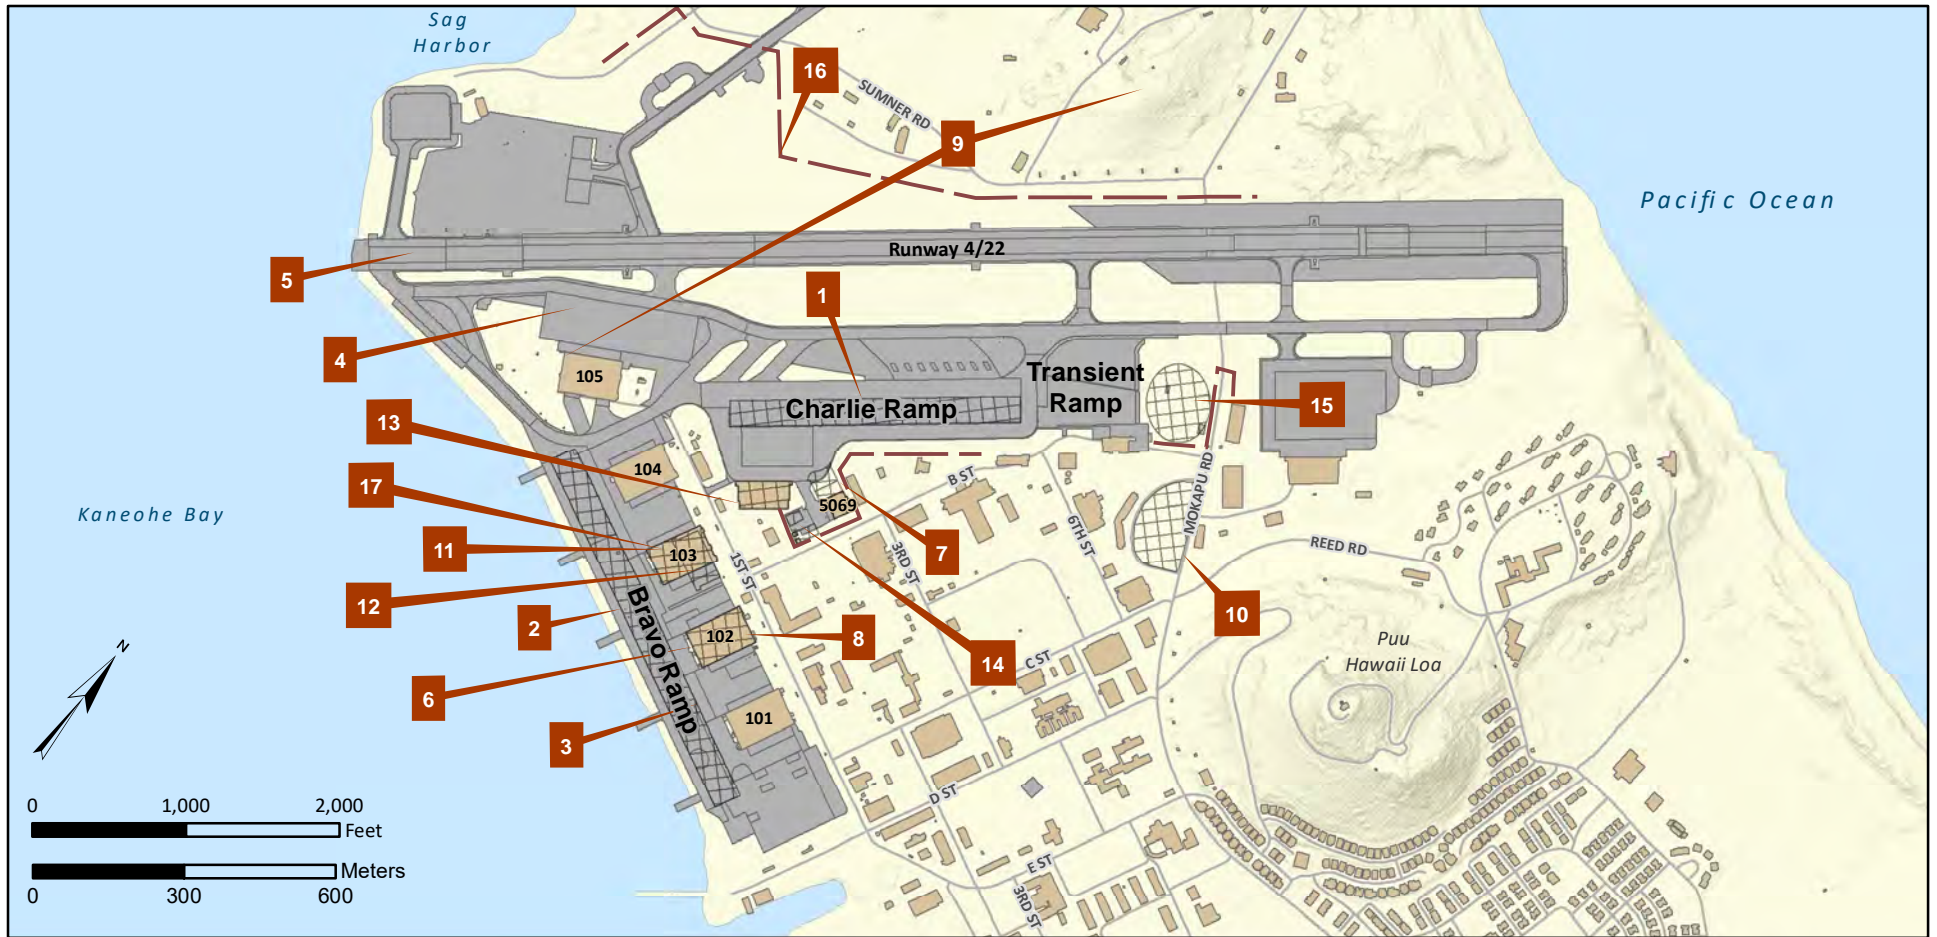 Sag
Harbor
16
SUMNER RD
9
Pacific Ocean
Runway 4/22
5
1
4
105
Transient
Ramp
Charlie Ramp
15
13
104
B ST
17
5069
MOKAPU RD
Kaneohe Bay
6TH ST
11
103
1ST ST
3RD ST
7
REED RD
12
10
2
Bravo Ramp
102
8
Puu
Hawaii Loa
N
14
C ST
6
101
3
D ST
0 1,000 2,000
Feet
Meters
0 300 600
E ST
3RD ST